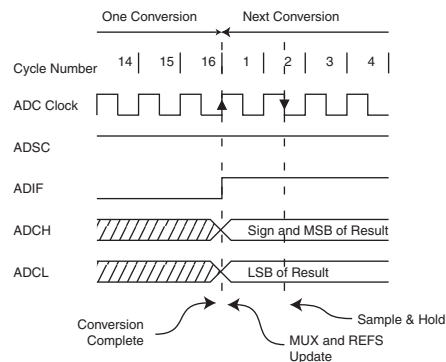 One Conversion Next Conversion
Cycle Number 14 15 16 1 2 3 4
ADC Clock
ADSC
ADIF
ADCH Sign and MSB of Result
ADCL LSB of Result
Sample & Hold
Conversion
Complete
MUX and REFS
Update